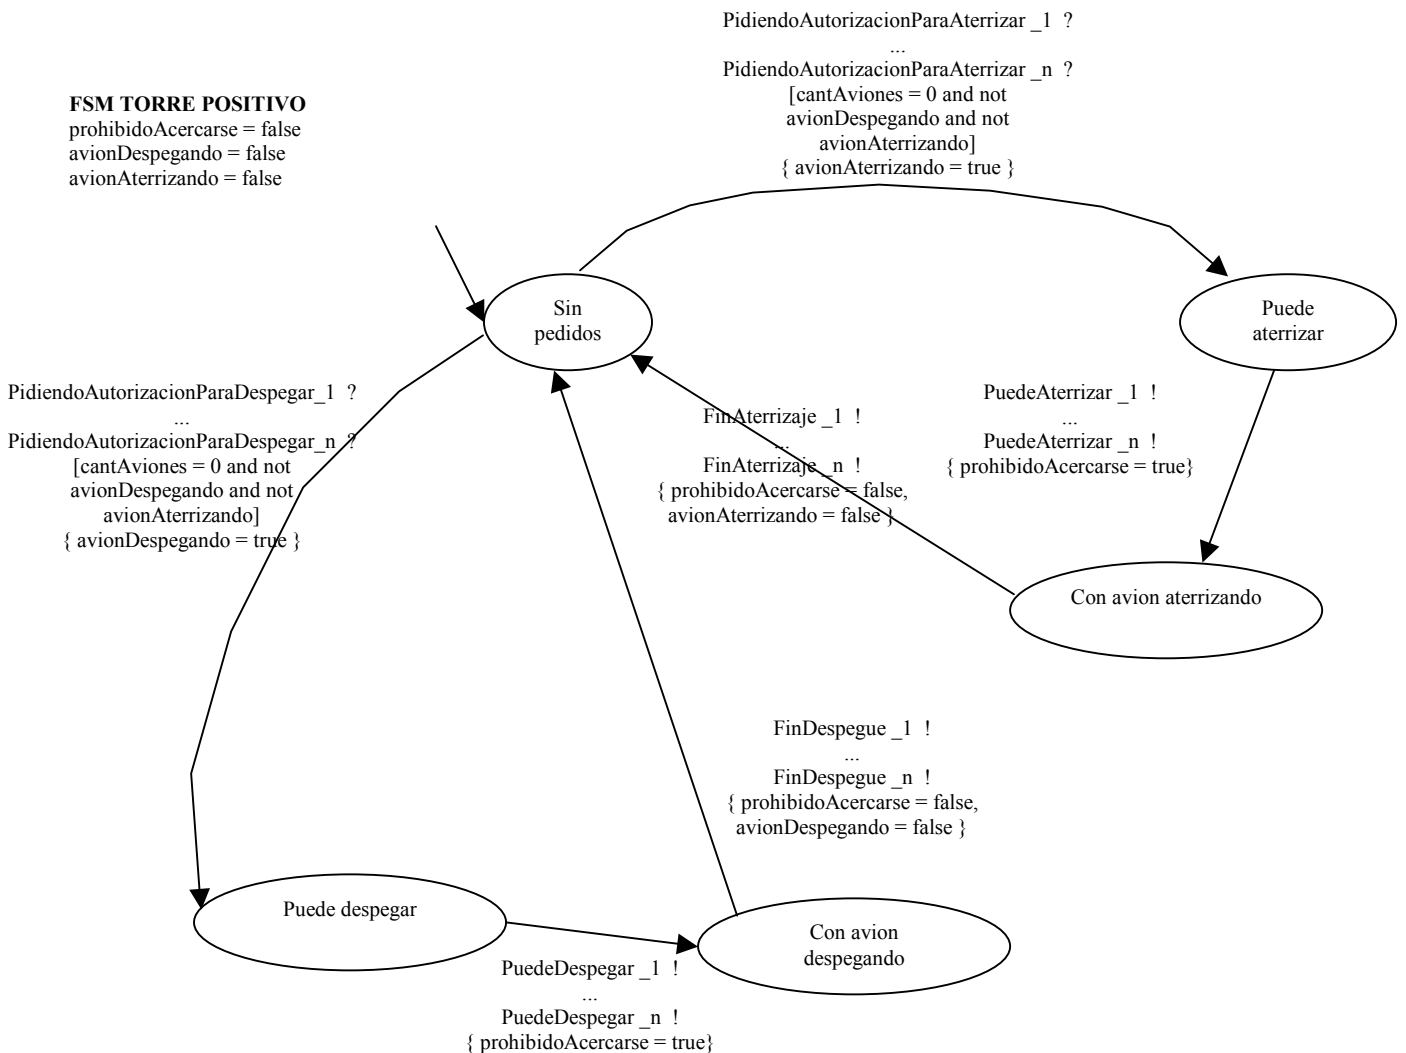 PidiendoAutorizacionParaAterrizar _1 ?
...
PidiendoAutorizacionParaAterrizar _n ?
[cantAviones = 0 and not
avionDespegando and not
avionAterrizando]
{ avionAterrizando = true }
FSM TORRE POSITIVO
prohibidoAcercarse = false
avionDespegando = false
avionAterrizando = false
Sin
pedidos
Puede
aterrizar
PidiendoAutorizacionParaDespegar_1 ?
...
PidiendoAutorizacionParaDespegar_n ?
[cantAviones = 0 and not
avionDespegando and not
avionAterrizando]
{ avionDespegando = true }
FinAterrizaje _1 !
...
FinAterrizaje _n !
{ prohibidoAcercarse = false,
avionAterrizando = false }
PuedeAterrizar _1 !
...
PuedeAterrizar _n !
{ prohibidoAcercarse = true}
Con avion aterrizando
FinDespegue _1 !
...
FinDespegue _n !
{ prohibidoAcercarse = false,
avionDespegando = false }
Puede despegar
Con avion
despegando
PuedeDespegar _1 !
...
PuedeDespegar _n !
{ prohibidoAcercarse = true}